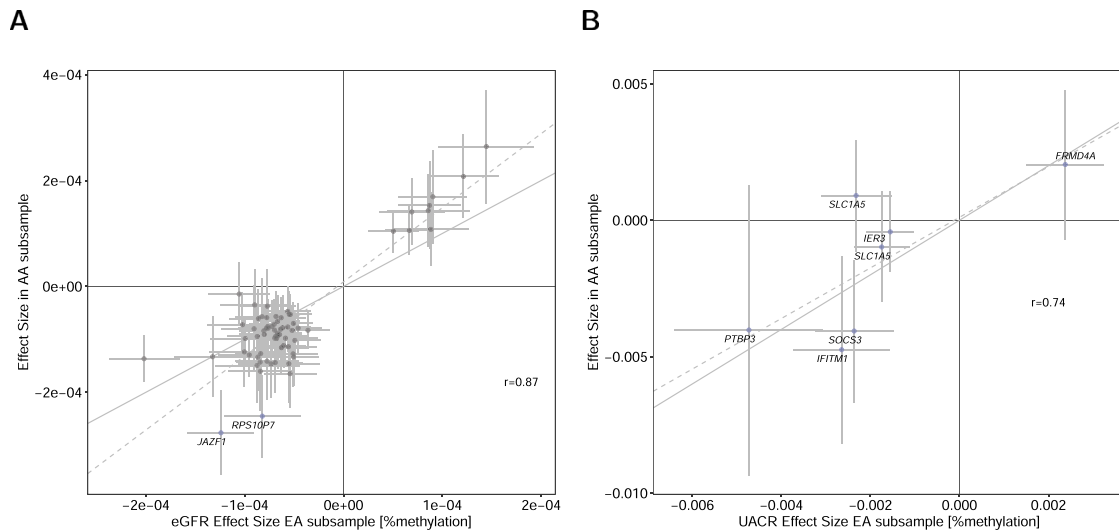 A
B
4e−04
2e−04
0e+00
−2e−04
Effect Size in AA subsample
r=0.87
RPS10P7
JAZF1
−2e−04
−1e−04
0e+00
1e−04
2e−04
eGFR Effect Size EA subsample [%methylation]
0.005
0.000
−0.005
−0.010
Effect Size in AA subsample
FRMD4A
SLC1A5
IER3
SLC1A5
r=0.74
PTBP3
SOCS3
IFITM1
−0.006
−0.004
−0.002
0.000
0.002
UACR Effect Size EA subsample [%methylation]